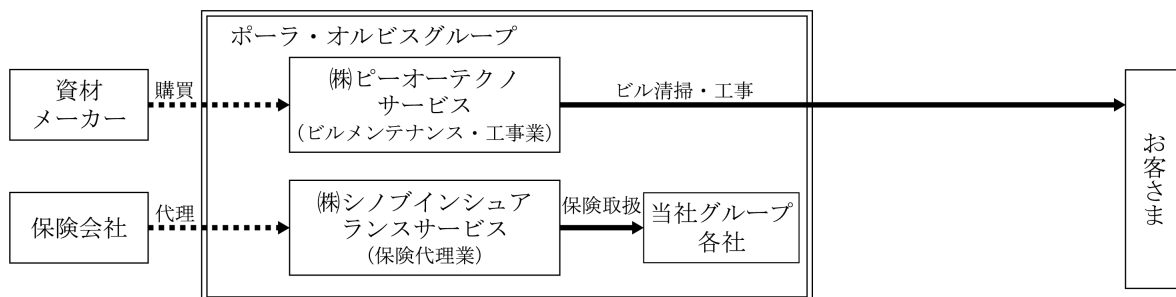 ポーラ・オルビスグループ
資材
メーカー
購買
㈱ピーオーテクノ
サービス
(ビルメンテナンス・工事業)
ビル清掃・工事
お客さま
保険会社
代理
㈱シノブインシュア
ランスサービス
(保険代理業)
保険取扱
当社グループ
各社